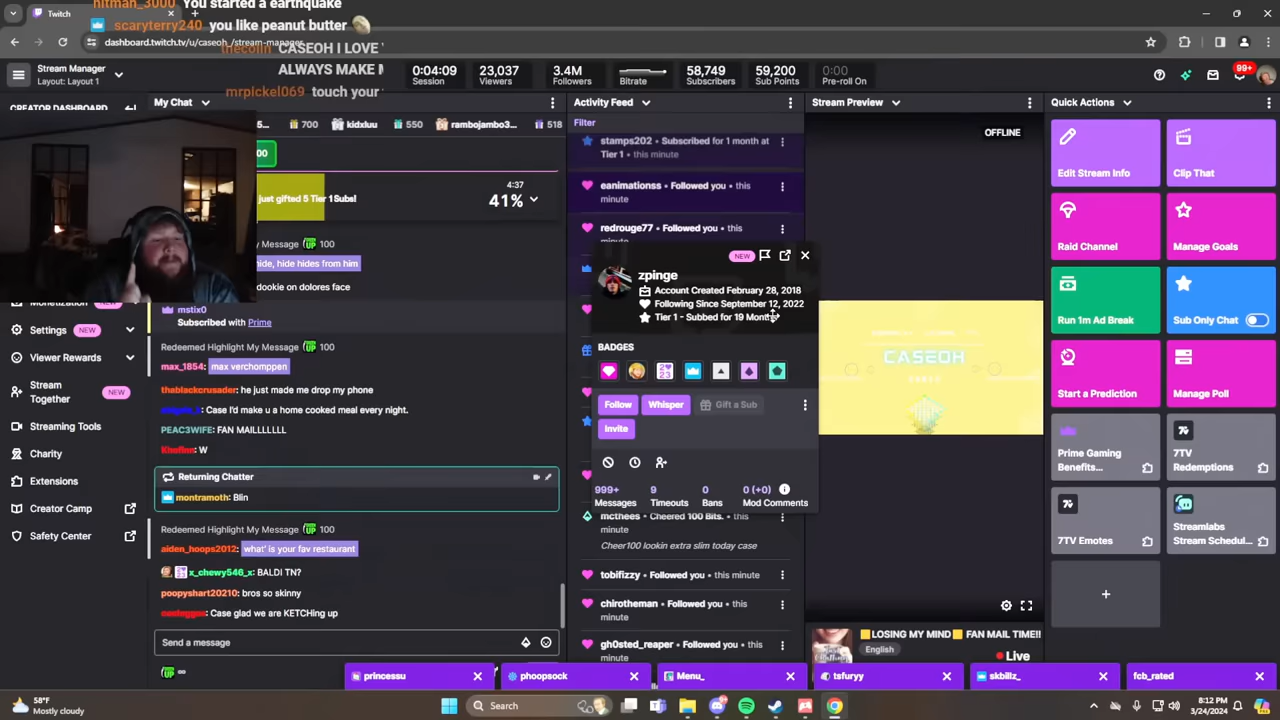 hitman_3000 You started a earthquake
scaryterry240 you like peanut butter
thecolin CASEOH I LOVE
ALWAYS MAKE
mrpickel069 touch your
Twitch
dashboard.twitch.tv/u/caseoh_/stream-manager
Stream Manager
Layout: Layout 1
0:04:09
Session
23,037
Viewers
3.4M
Followers
Bitrate
58,749
Subscribers
59,200
Sub Points
0:00
Pre-roll On
99+
CREATOR DASHBOARD
My Chat
Activity Feed
Stream Preview
Quick Actions
700
kidxluu
550
rambojambo3...
518
Filter
just gifted 5 Tier 1 Subs!
4:37
41%
My Message 100
hide, hide hides from him
dookie on dolores face
mstix0
Subscribed with Prime
Redeemed Highlight My Message 100
max_1854: max verchomppen
thablackcrusader: he just made me drop my phone
Case I'd make u a home cooked meal every night.
PEAC3WIFE: FAN MAILLLLLLL
W
Returning Chatter
montramoth: Blin
Redeemed Highlight My Message 100
aiden_hoops2012: what' is your fav restaurant
x_chewy546_x: BALDI TN?
poopyshart20210: bros so skinny
Case glad we are KETCHing up
Send a message
Monetization
Settings NEW
Viewer Rewards
Stream
Together
NEW
Streaming Tools
Charity
Extensions
Creator Camp
Safety Center
stamps202 • Subscribed for 1 month at
Tier 1 • this minute
eanimationss • Followed you • this
minute
redrouge77 • Followed you • this
minute
NEW
zpinge
Account Created February 28, 2018
Following Since September 12, 2022
Tier 1 - Subbed for 19 Months
BADGES
Follow
Whisper
Gift a Sub
Invite
999+
Messages
9
Timeouts
0
Bans
0 (+0)
Mod Comments
mcthees • Cheered 100 Bits. • this
minute
Cheer100 lookin extra slim today case
tobifizzy • Followed you • this minute
chirotheman • Followed you • this
minute
gh0sted_reaper • Followed you •
OFFLINE
CASEOH
LOSING MY MIND FAN MAIL TIME!!
English
Live
Edit Stream Info
Clip That
Raid Channel
Manage Goals
Run 1m Ad Break
Sub Only Chat
Start a Prediction
Manage Poll
Prime Gaming
Benefits...
7TV
Redemptions
7TV Emotes
Streamlabs
Stream Schedul...
princessu
phoopsock
Menu_
tsfuryy
skbillz_
fcb_rated
58°F
Mostly cloudy
Search
8:12 PM
3/24/2024